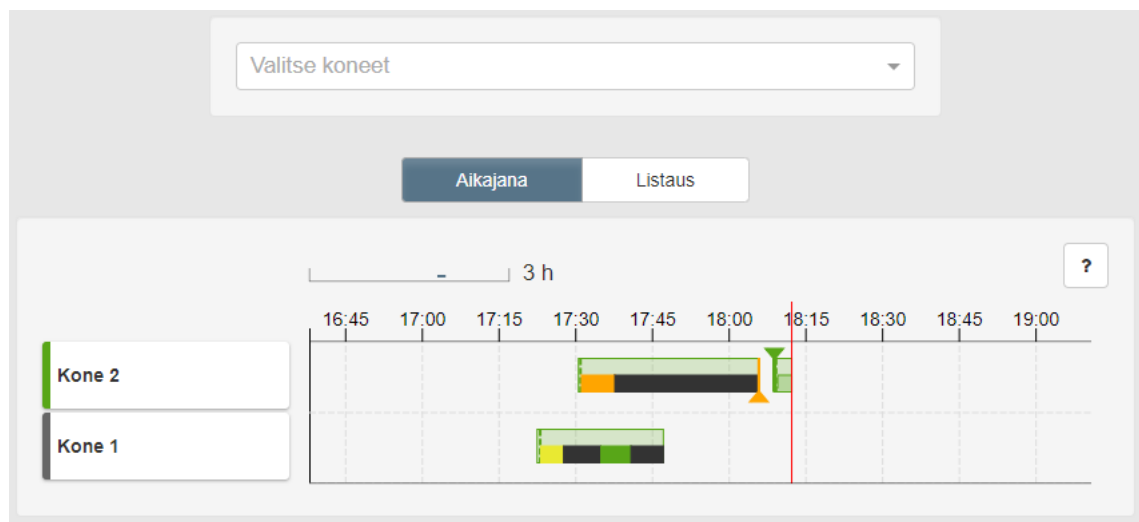 Valitse koneet
Aikajana Listaus
3 h ?
16:45 17:00 17:15 17:30 17:45 18:00 18:15 18:30 18:45 19:00
Kone 2
Kone 1